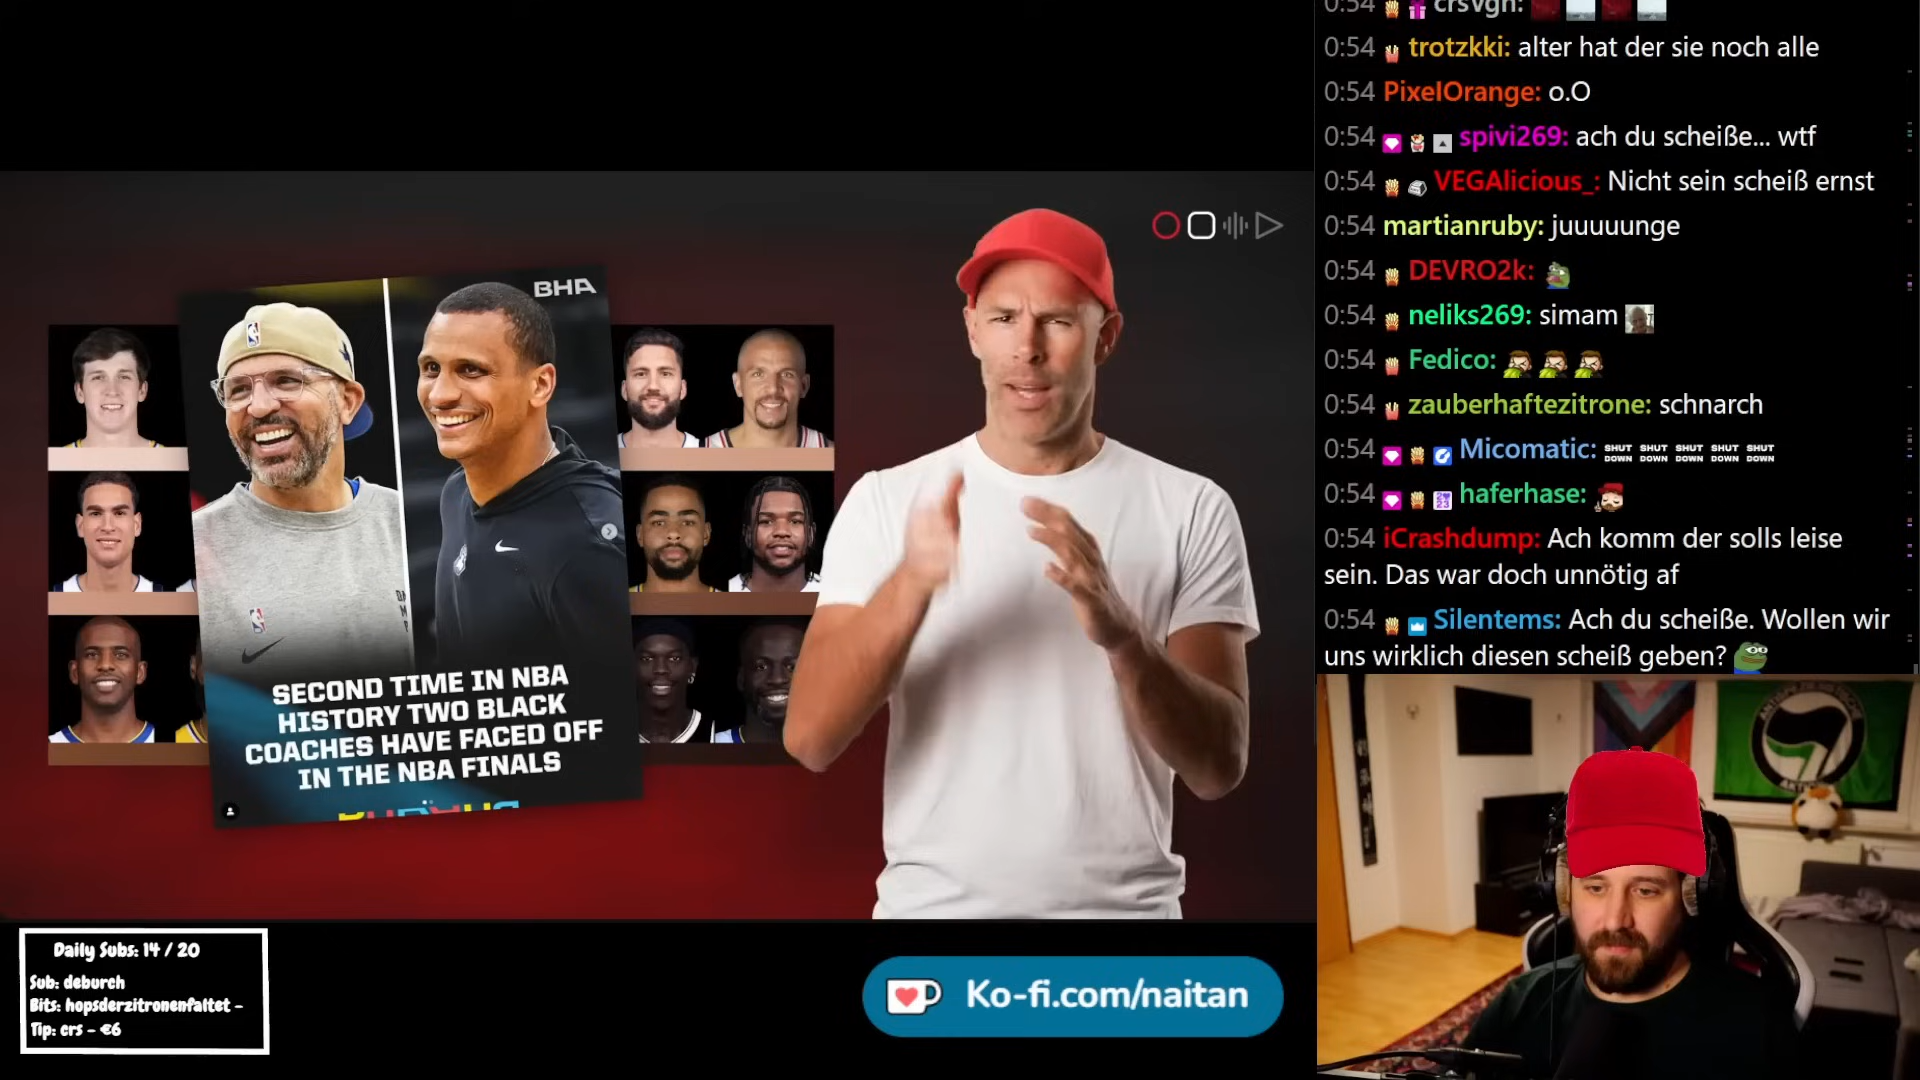 BHA
SECOND TIME IN NBA
HISTORY TWO BLACK
COACHES HAVE FACED OFF
IN THE NBA FINALS
0:54 crsvgn:
0:54 trotzkki: alter hat der sie noch alle
0:54 PixelOrange: o.O
0:54 spivi269: ach du scheiße... wtf
0:54 VEGAlicious_: Nicht sein scheiß ernst
0:54 martianruby: juuuuunge
0:54 DEVRO2k:
0:54 neliks269: simam
0:54 Fedico:
0:54 zauberhaftezitrone: schnarch
0:54 Micomatic: SHUT DOWN SHUT DOWN SHUT DOWN SHUT DOWN SHUT DOWN
0:54 haferhase:
0:54 iCrashdump: Ach komm der solls leise
sein. Das war doch unnötig af
0:54 Silentems: Ach du scheiße. Wollen wir
uns wirklich diesen scheiß geben?
Daily Subs: 14 / 20
Sub: deburch
Bits: hopsderzitronenfaltet -
Tip: crs - €6
Ko-fi.com/naitan